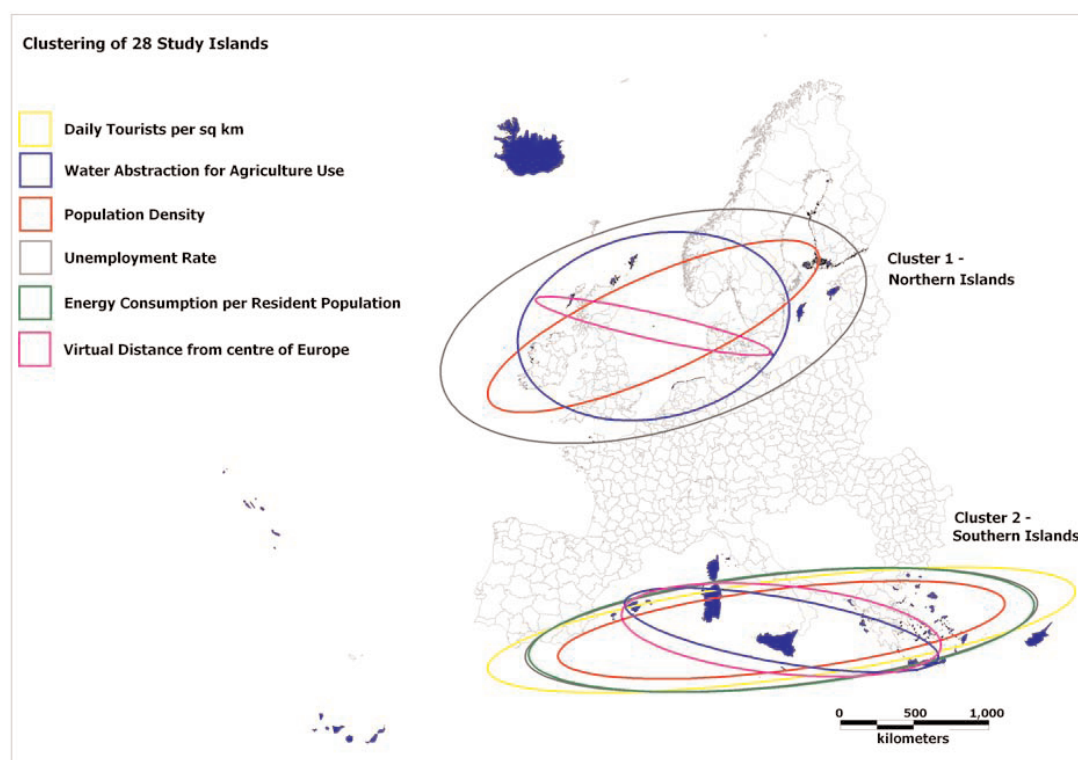 Clustering of 28 Study Islands
Daily Tourists per sq km
Water Abstraction for Agriculture Use
Population Density
Unemployment Rate
Energy Consumption per Resident Population
Virtual Distance from centre of Europe
Cluster 1 -
Northern Islands
Cluster 2 -
Southern Islands
0 500 1,000
kilometers